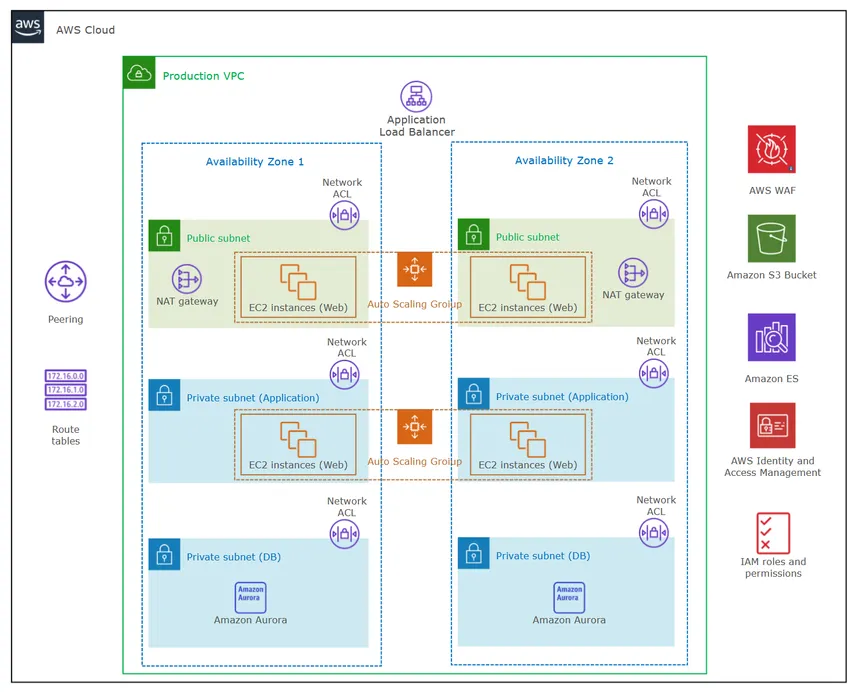 aws
AWS Cloud
Production VPC
Application
Load Balancer
Availability Zone 1
Availability Zone 2
Network
ACL
Network
ACL
Public subnet
Public subnet
NAT gateway
EC2 instances (Web)
Auto Scaling Groiup
EC2 instances (Web)
NAT gateway
Network
ACL
Network
ACL
Private subnet (Application)
Private subnet (Application)
EC2 instances (Web)
Auto Scaling Groiup
EC2 instances (Web)
Network
ACL
Network
ACL
Private subnet (DB)
Private subnet (DB)
Amazon
Aurora
Amazon Aurora
Amazon
Aurora
Amazon Aurora
Peering
172.16.0.0
172.16.1.0
172.16.2.0
Route
tables
AWS WAF
Amazon S3 Bucket
Amazon ES
AWS Identity and
Access Management
IAM roles and
permissions